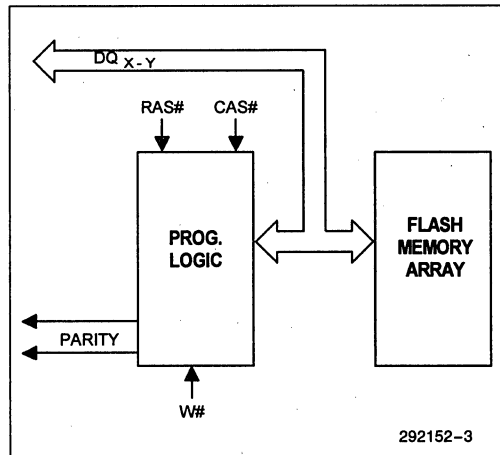 DQ X-Y
RAS# CAS#
PROG.
LOGIC
FLASH
MEMORY
ARRAY
PARITY
W#
292152-3